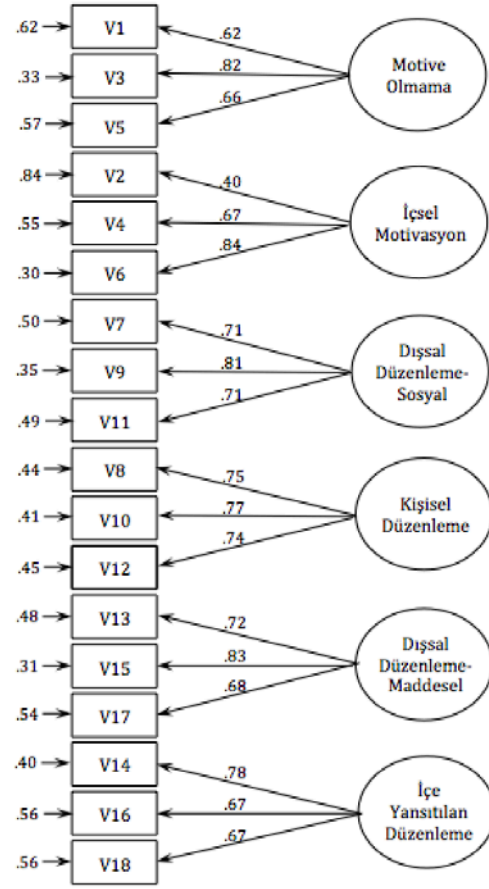 .62 V1 .62
.33 V3 .82
.57 V5 .66
Motive
Olmama
.84 V2 .40
.55 V4 .67
.30 V6 .84
İçsel
Motivasyon
.50 V7 .71
.35 V9 .81
.49 V11 .71
Dışsal
Düzenleme-
Sosyal
.44 V8 .75
.41 V10 .77
.45 V12 .74
Kişisel
Düzenleme
.48 V13 .72
.31 V15 .83
.54 V17 .68
Dışsal
Düzenleme-
Maddesel
.40 V14 .78
.56 V16 .67
.56 V18 .67
İçe
Yansıtılan
Düzenleme